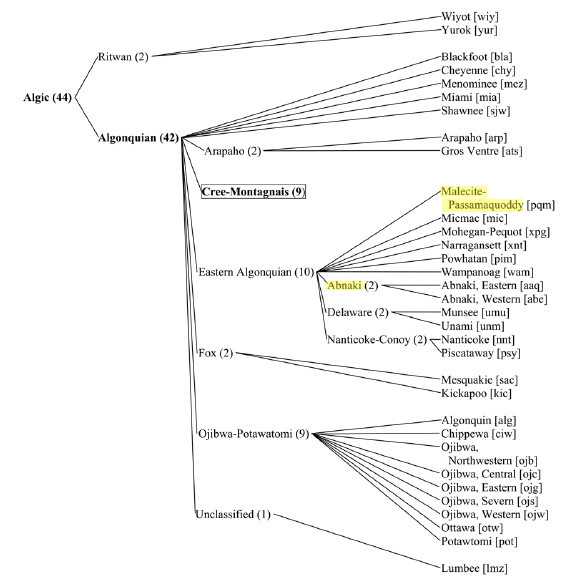 Wiyot [wiy]
Yurok [yur]
Ritwan (2)
Blackfoot [bla]
Cheyenne [chy]
Menominee [mez]
Miami [mia]
Shawnee [sjw]
Algic (44)
Algonquian (42)
Arapaho (2)
Arapaho [arp]
Gros Ventre [ats]
Cree-Montagnais (9)
Malecite-
Passamaquoddy [pqm]
Micmac [mic]
Mohegan-Pequot [xpg]
Narragansett [xnt]
Powhatan [pim]
Eastern Algonquian (10)
Wampanoag [wam]
Abnaki (2)
Abnaki, Eastern [aaq]
Abnaki, Western [abe]
Delaware (2)
Munsee [umu]
Unami [unm]
Nanticoke-Conoy (2)
Nanticoke [nnt]
Piscataway [psy]
Fox (2)
Mesquakic [sac]
Kickapoo [kic]
Ojibwa-Potawatomi (9)
Algonquin [alg]
Chippewa [ciw]
Ojibwa,
Northwestern [ojb]
Ojibwa, Central [ojc]
Ojibwa, Eastern [ojg]
Ojibwa, Severn [ojs]
Ojibwa, Western [ojw]
Ottawa [otw]
Potawtomi [pot]
Unclassified (1)
Lumbee [lmz]